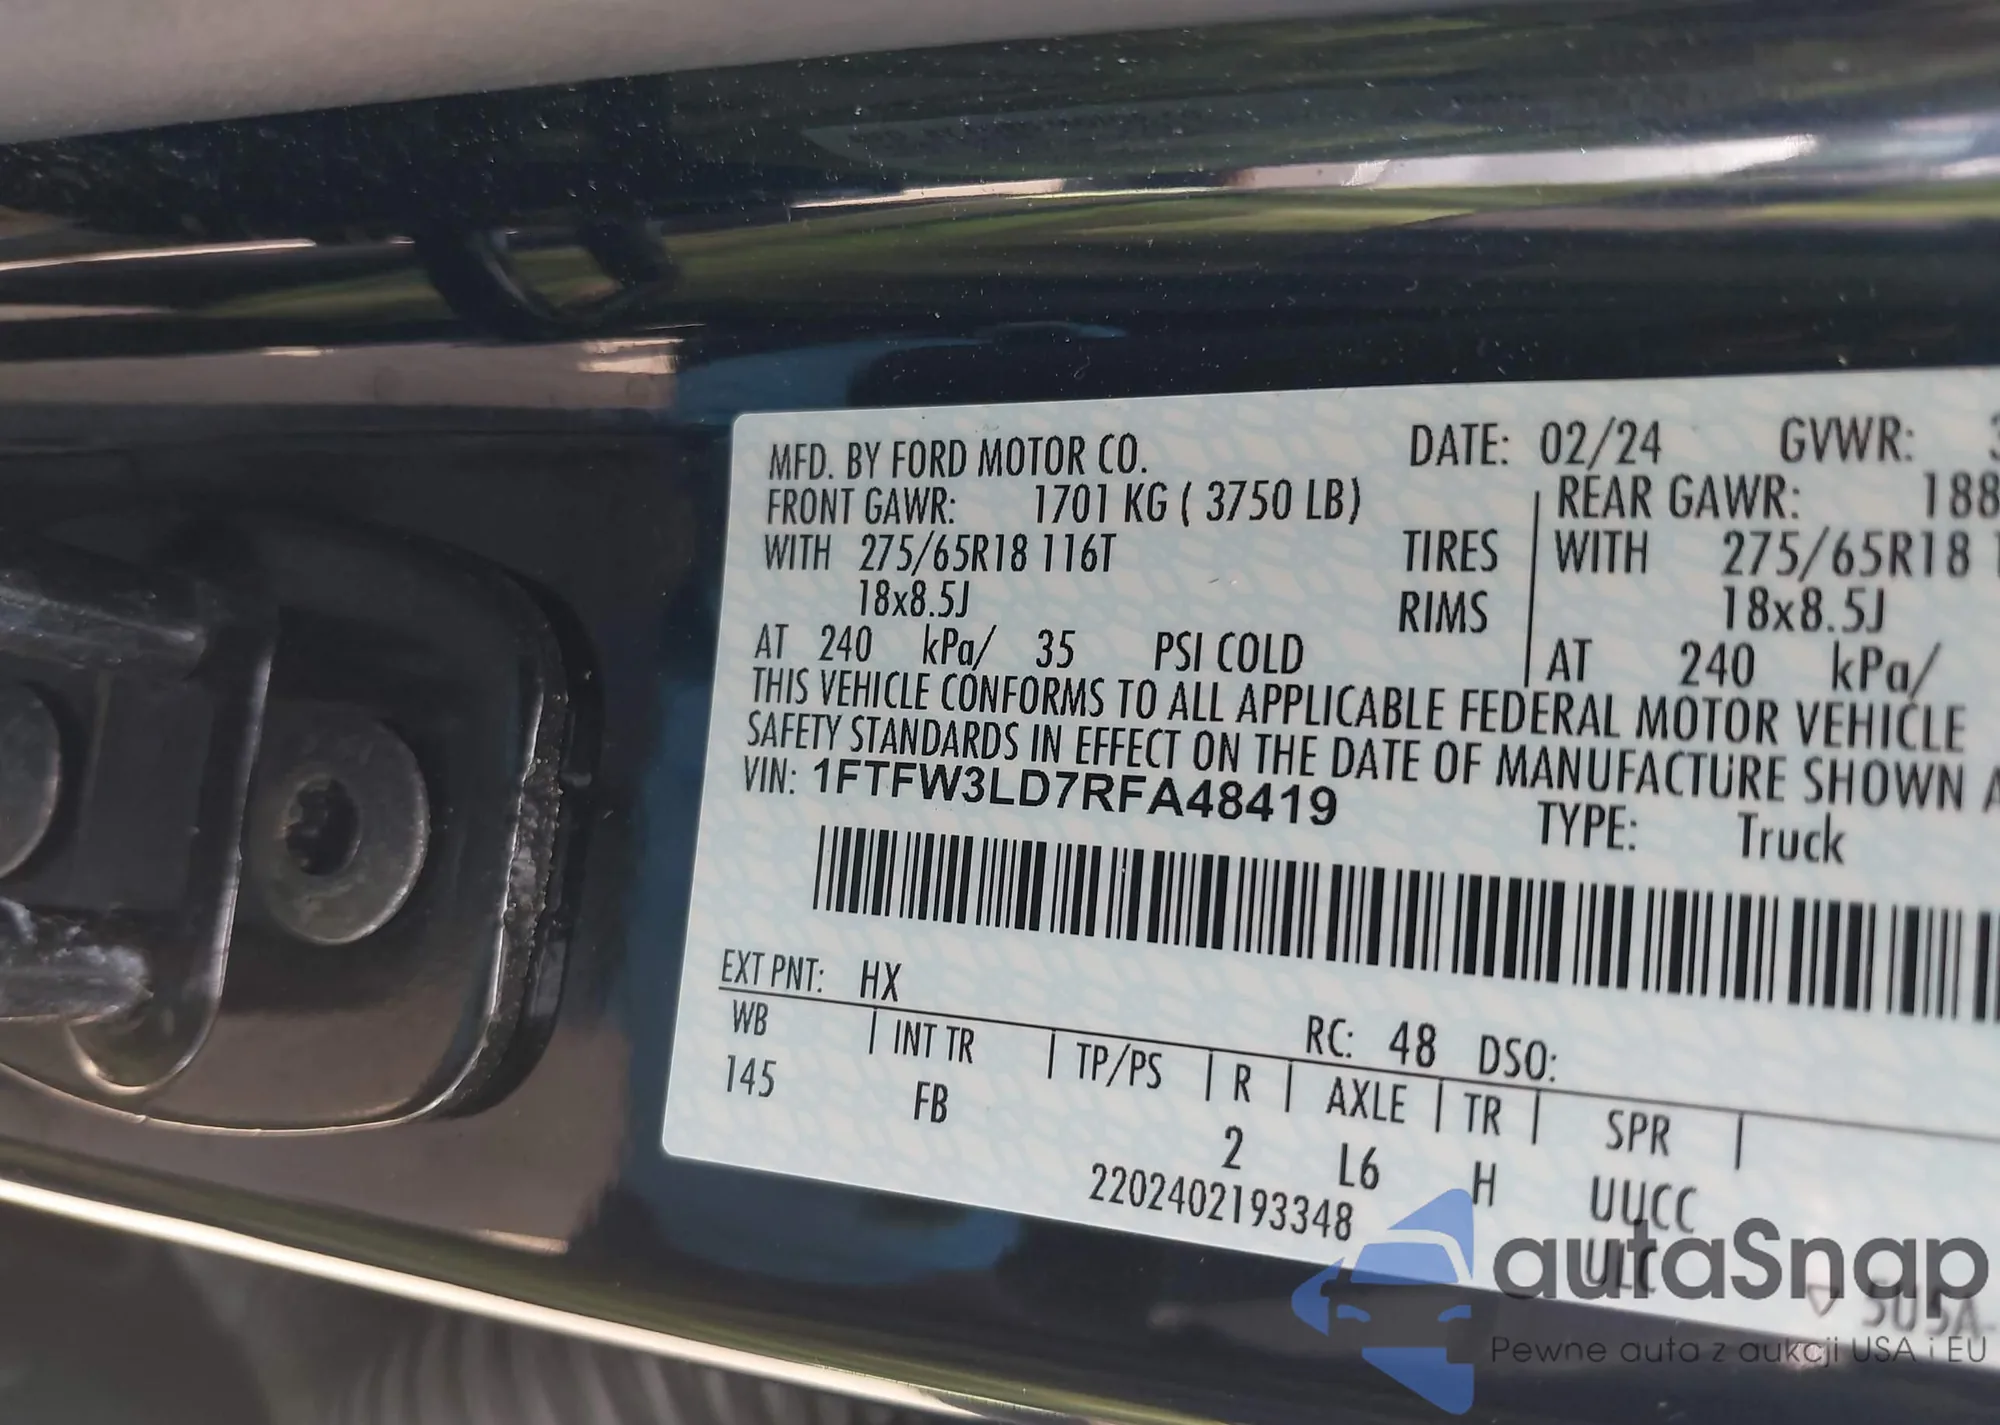 MFD. BY FORD MOTOR CO. DATE: 02/24 GVWR:
FRONT GAWR: 1701 KG ( 3750 LB) REAR GAWR: 188
WITH 275/65R18 116T TIRES WITH 275/65R18
18x8.5J RIMS 18x8.5J
AT 240 kPa/ 35 PSI COLD AT 240 kPa/
THIS VEHICLE CONFORMS TO ALL APPLICABLE FEDERAL MOTOR VEHICLE
SAFETY STANDARDS IN EFFECT ON THE DATE OF MANUFACTURE SHOWN
VIN: 1FTFW3LD7RFA48419
TYPE: Truck
EXT PNT: HX RC: 48 DSO:
WB | INT TR | TP/PS | R | AXLE | TR | SPR |
145 FB 2 L6 H UUCC
2202402193348
autaSnap
Pewne auta z aukcji USA i EU